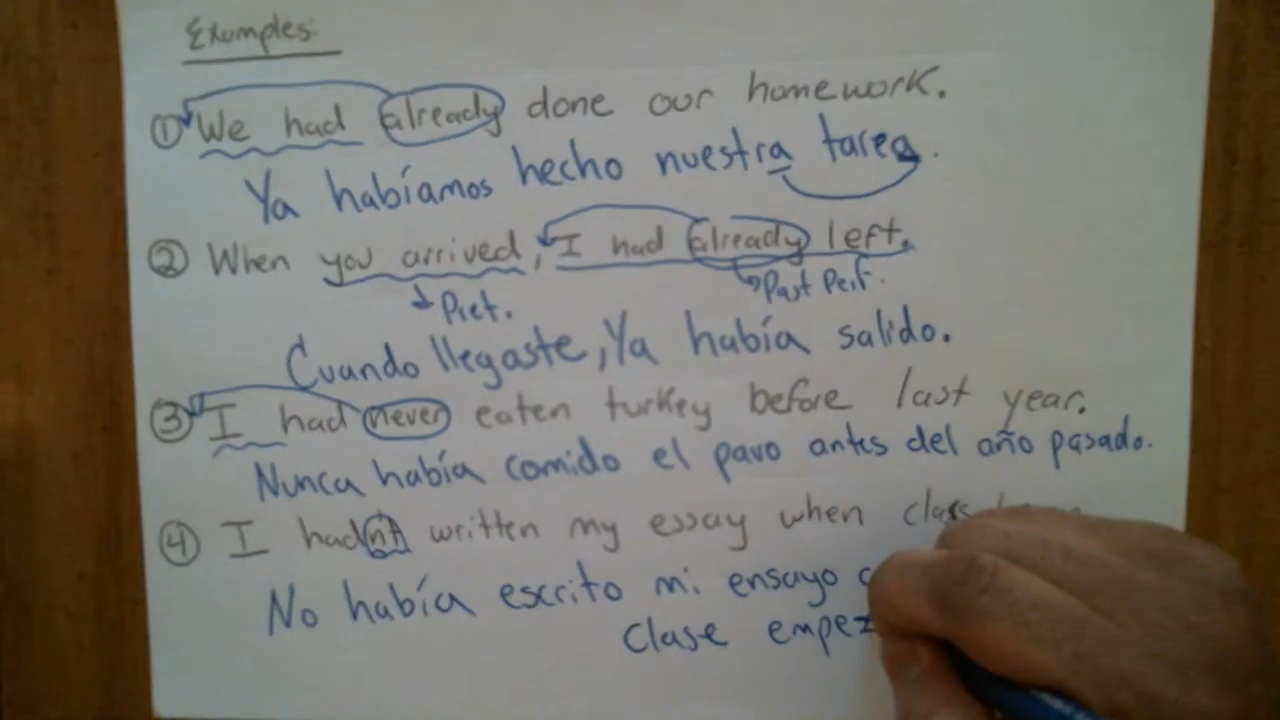 Examples:
① We had already done our homework.
Ya habíamos hecho nuestra tarea.
② When you arrived, I had already left.
Pret. Past Perf.
Cuando llegaste, Ya había salido.
③ I had never eaten turkey before last year.
Nunca había comido el pavo antes del año pasado.
④ I hadn't written my essay when class
No había escrito mi ensayo
clase empez